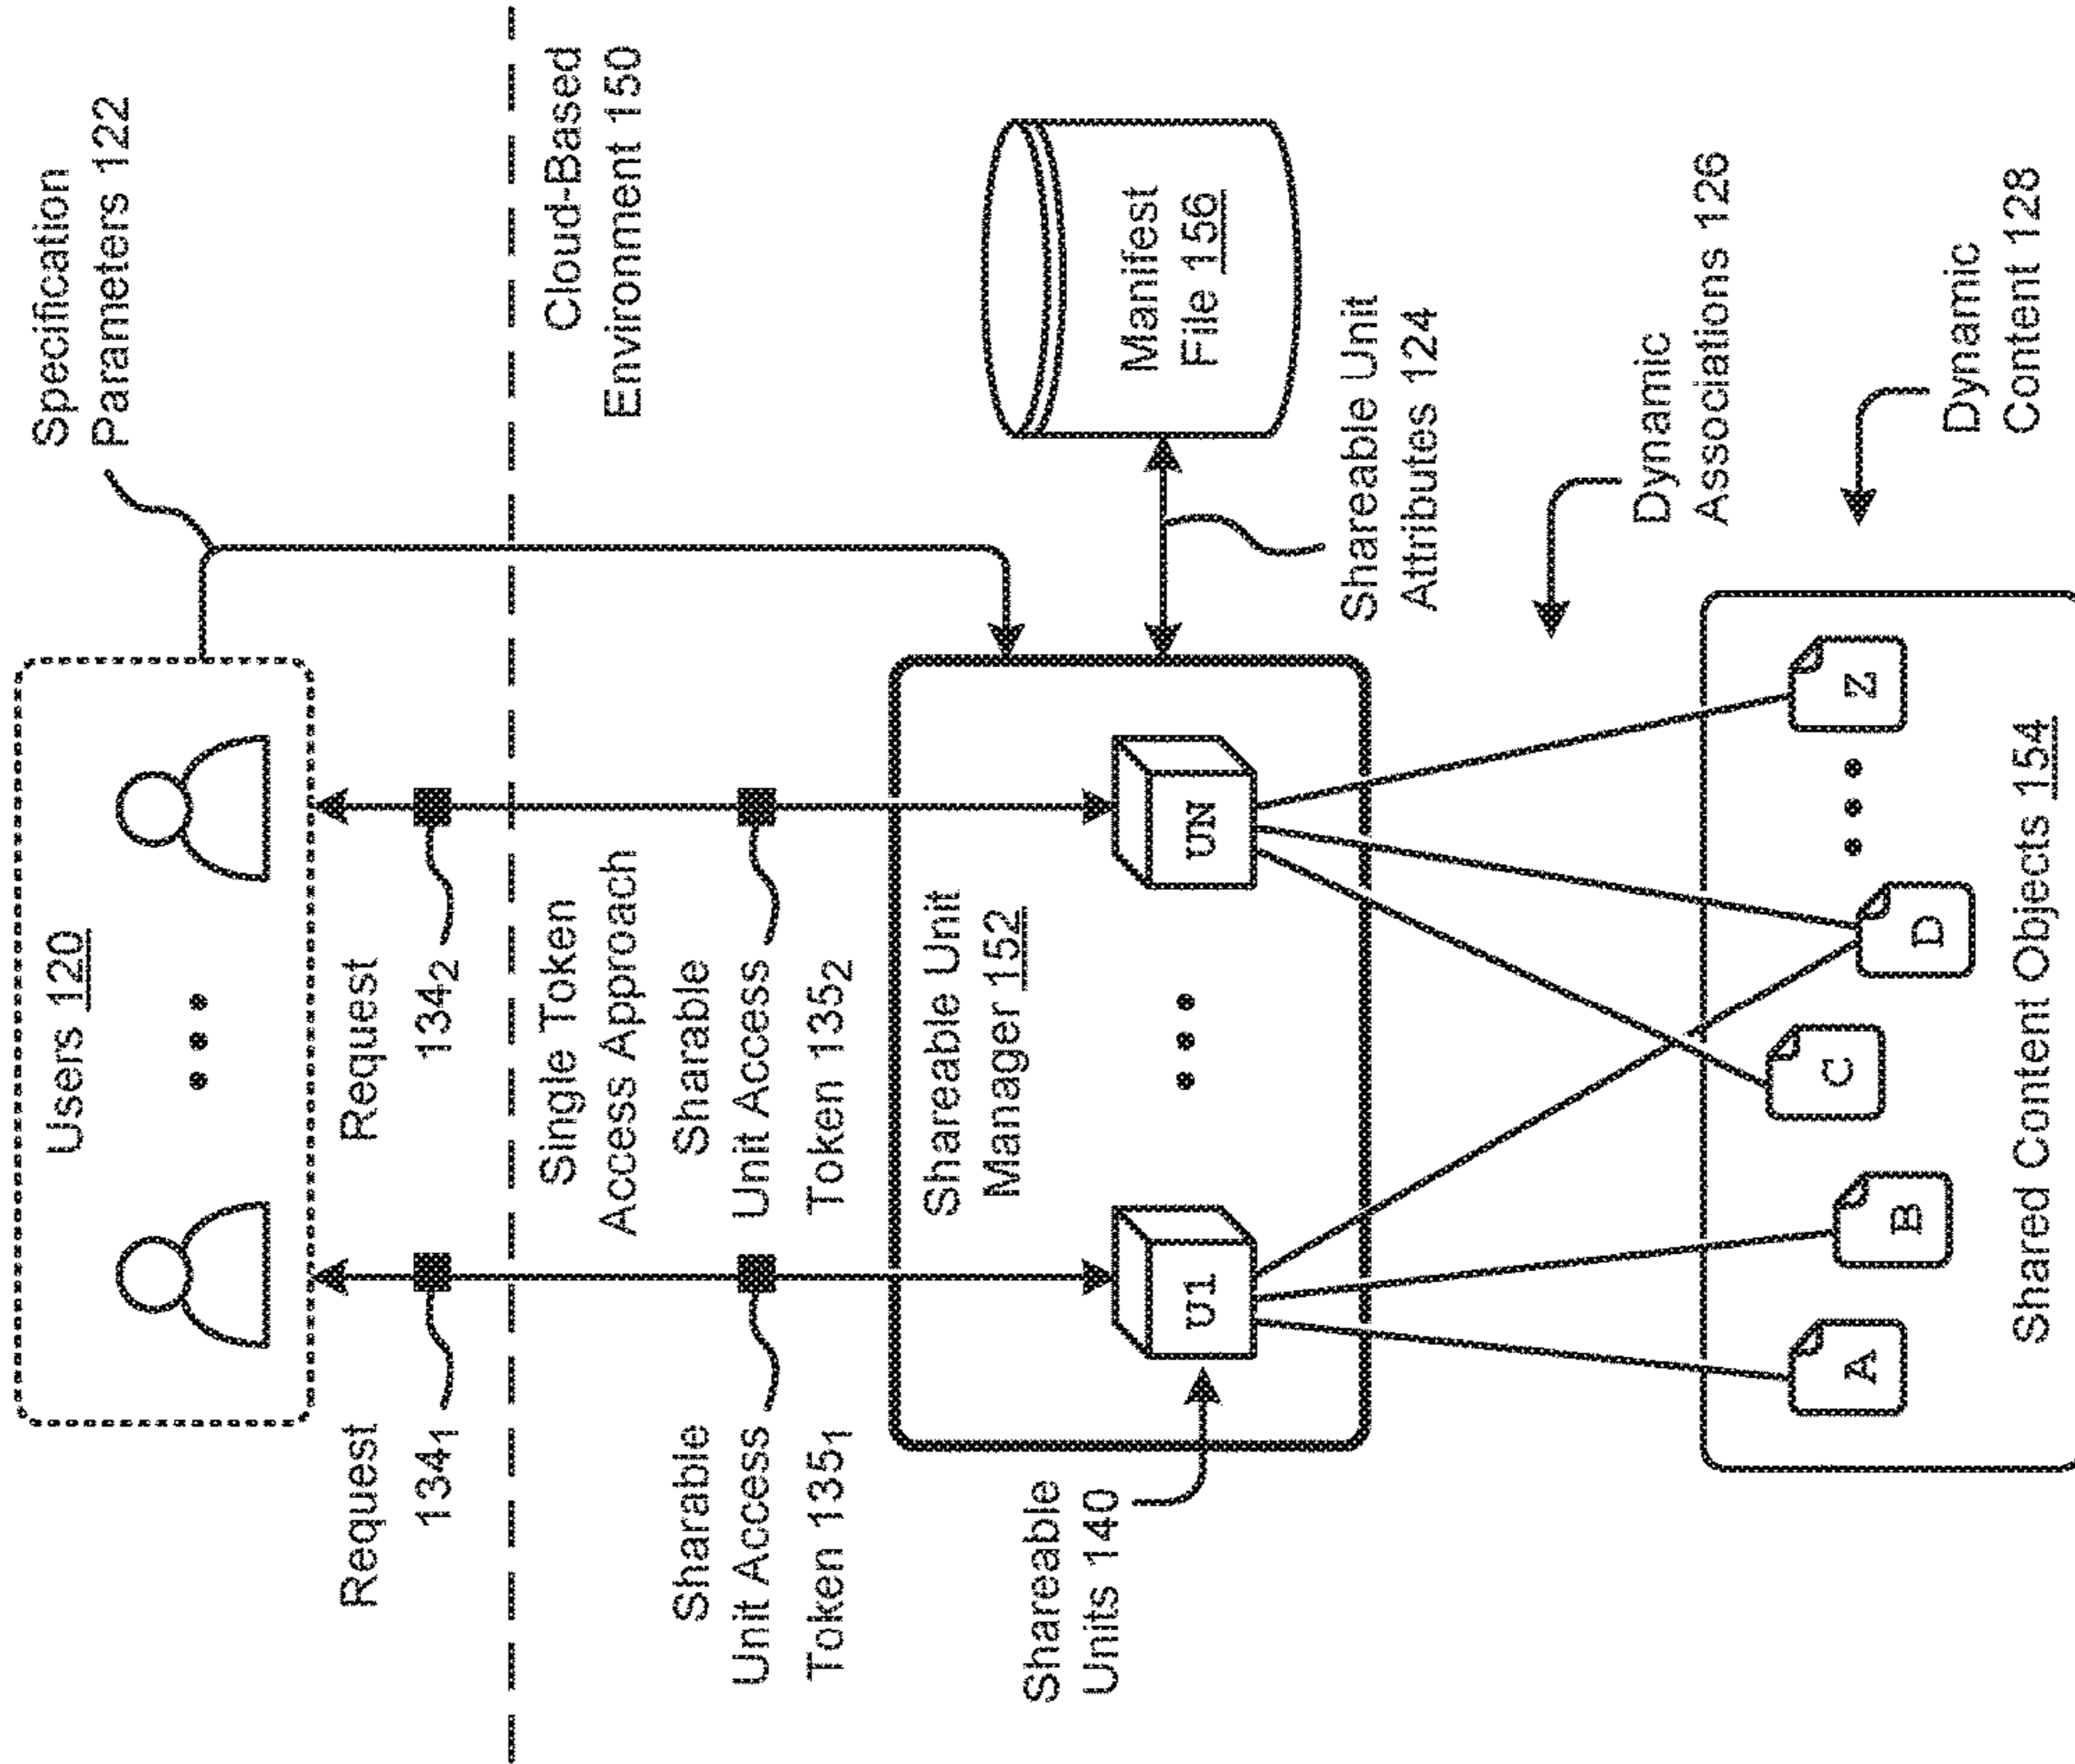 Users 120
Specification
Parameters 122
Request
134₁
Request
134₂
Single Token
Access Approach
Cloud-Based
Environment 150
Sharable
Unit Access
Token 135₁
Sharable
Unit Access
Token 135₂
Shareable Unit
Manager 152
Shareable
Units 140
U1
UN
Manifest
File 156
Shareable Unit
Attributes 124
Dynamic
Associations 126
Dynamic
Content 128
A
B
C
D
Z
Shared Content Objects 154